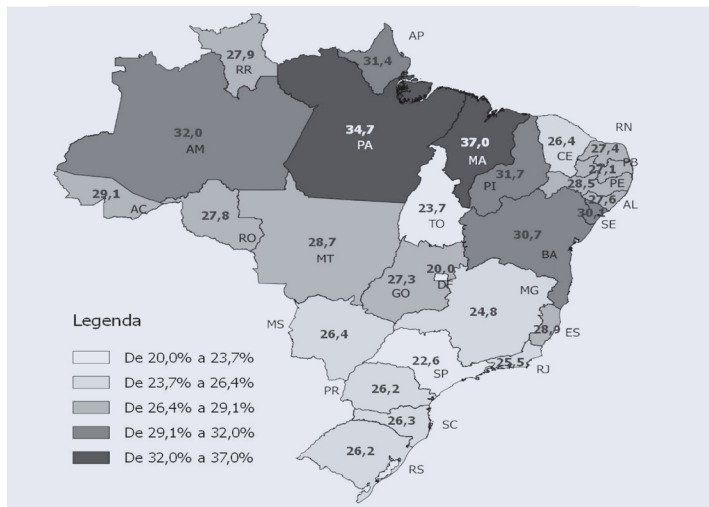 AP
27,9
RR
31,4
RN
32,0
AM
34,7
PA
37,0
MA
26,4
CE
27,4
PB
27,1
31,7
PI
28,5
PE
29,1
AC
27,6
AL
27,8
RO
23,7
TO
30,1
SE
28,7
MT
30,7
BA
20,0
DF
27,3
GO
MG
24,8
Legenda
MS
26,4
28,9
ES
De 20,0% a 23,7%
22,6
SP
25,5
RJ
De 23,7% a 26,4%
PR
26,2
De 26,4% a 29,1%
26,3
SC
De 29,1% a 32,0%
26,2
De 32,0% a 37,0%
RS